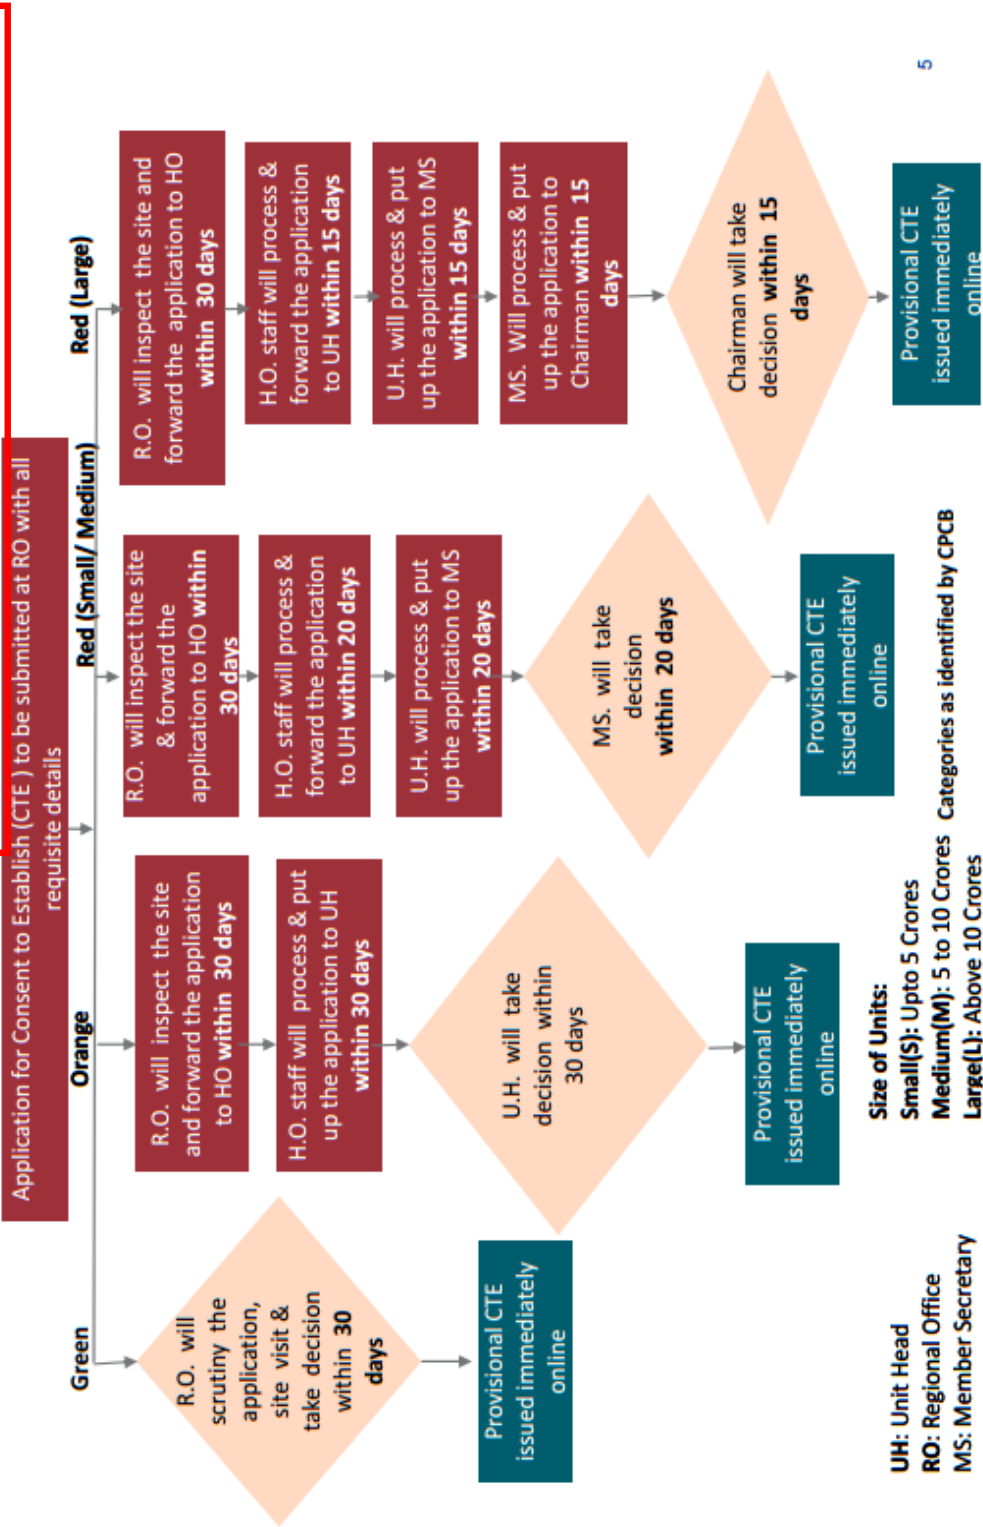 Application for Consent to Establish (CTE ) to be submitted at RO with all
requisite details
Green
R.O. will
scrutiny the
application,
site visit &
take decision
within 30
days
Provisional CTE
issued immediately
online
Orange
R.O. will inspect the site
and forward the application
to HO within 30 days
H.O. staff will process & put
up the application to UH
within 30 days
U.H. will take
decision within
30 days
Provisional CTE
issued immediately
online
Red (Small/ Medium)
R.O. will inspect the site
& forward the
application to HO within
30 days
H.O. staff will process &
forward the application
to UH within 20 days
U.H. will process & put
up the application to MS
within 20 days
MS. will take
decision
within 20 days
Provisional CTE
issued immediately
online
Red (Large)
R.O. will inspect the site and
forward the application to HO
within 30 days
H.O. staff will process &
forward the application
to UH within 15 days
U.H. will process & put
up the application to MS
within 15 days
MS. Will process & put
up the application to
Chairman within 15
days
Chairman will take
decision within 15
days
Provisional CTE
issued immediately
online
UH: Unit Head
RO: Regional Office
MS: Member Secretary
Size of Units:
Small(S): Upto 5 Crores
Medium(M): 5 to 10 Crores
Large(L): Above 10 Crores
Categories as identified by CPCB
5